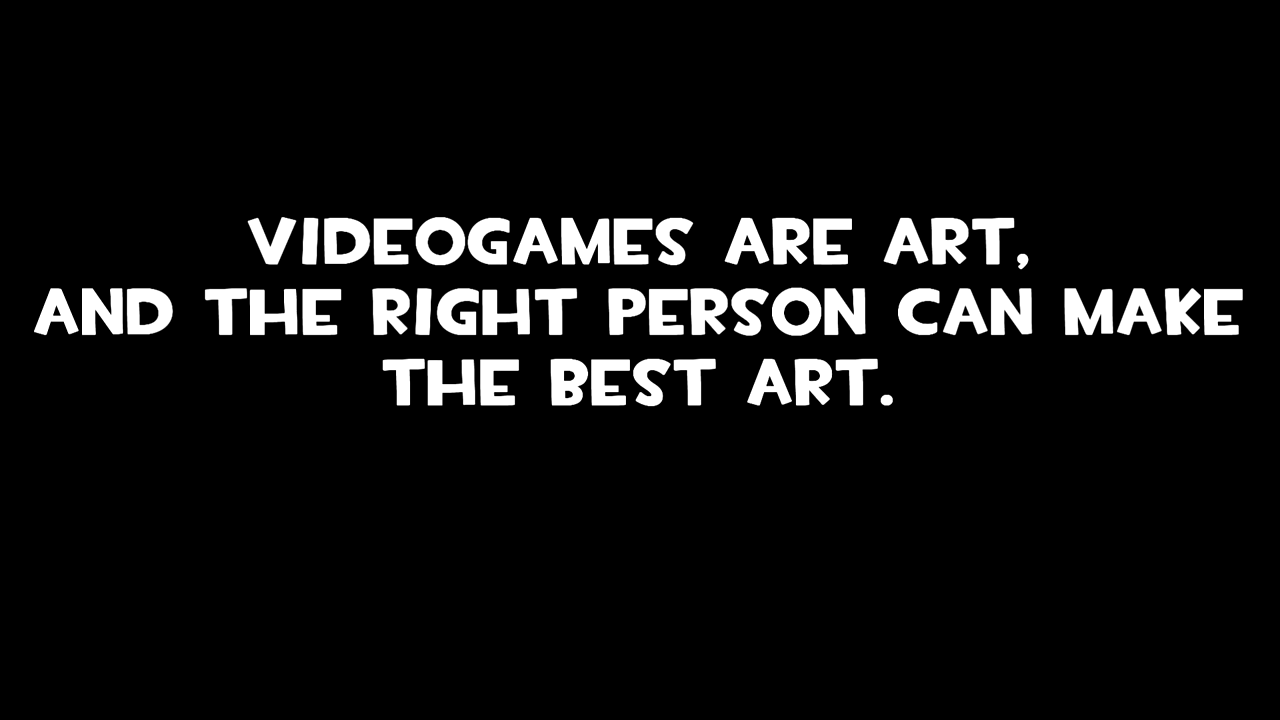 VIDEOGAMES ARE ART,
AND THE RIGHT PERSON CAN MAKE
THE BEST ART.